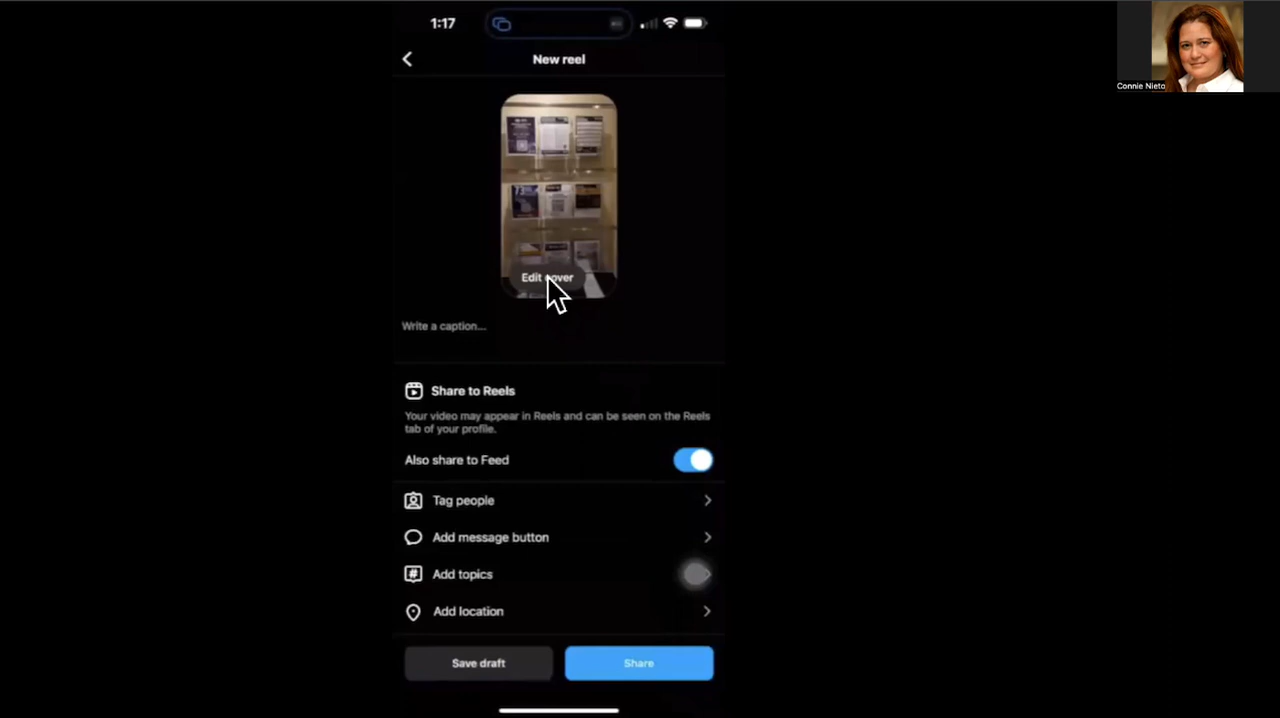 1:17
Connie Nieto
New reel
Edit cover
Write a caption...
Share to Reels
Your video may appear in Reels and can be seen on the Reels
tab of your profile.
Also share to Feed
Tag people
Add message button
Add topics
Add location
Save draft
Share